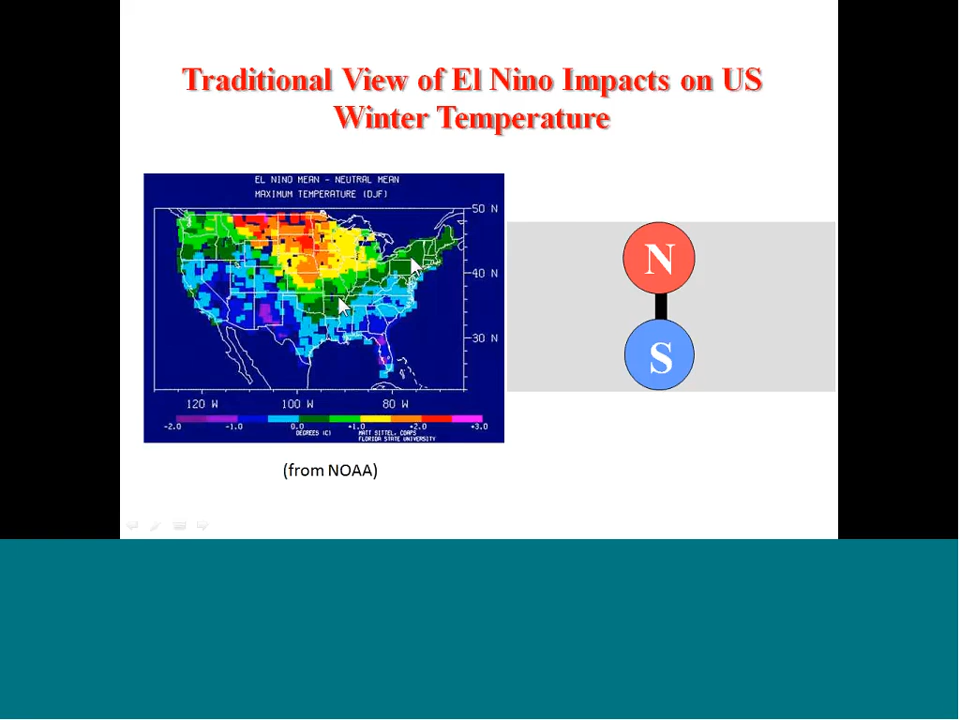 Traditional View of El Nino Impacts on US
Winter Temperature
EL NINO MEAN - NEUTRAL MEAN
MAXIMUM TEMPERATURE (DJF)
50 N
40 N
30 N
120 W 100 W 80 W
-2.0 -1.0 0.0 +1.0 +2.0 +3.0
DEGREES (C) MATT SITTEL, COAPS
FLORIDA STATE UNIVERSITY
N
S
(from NOAA)